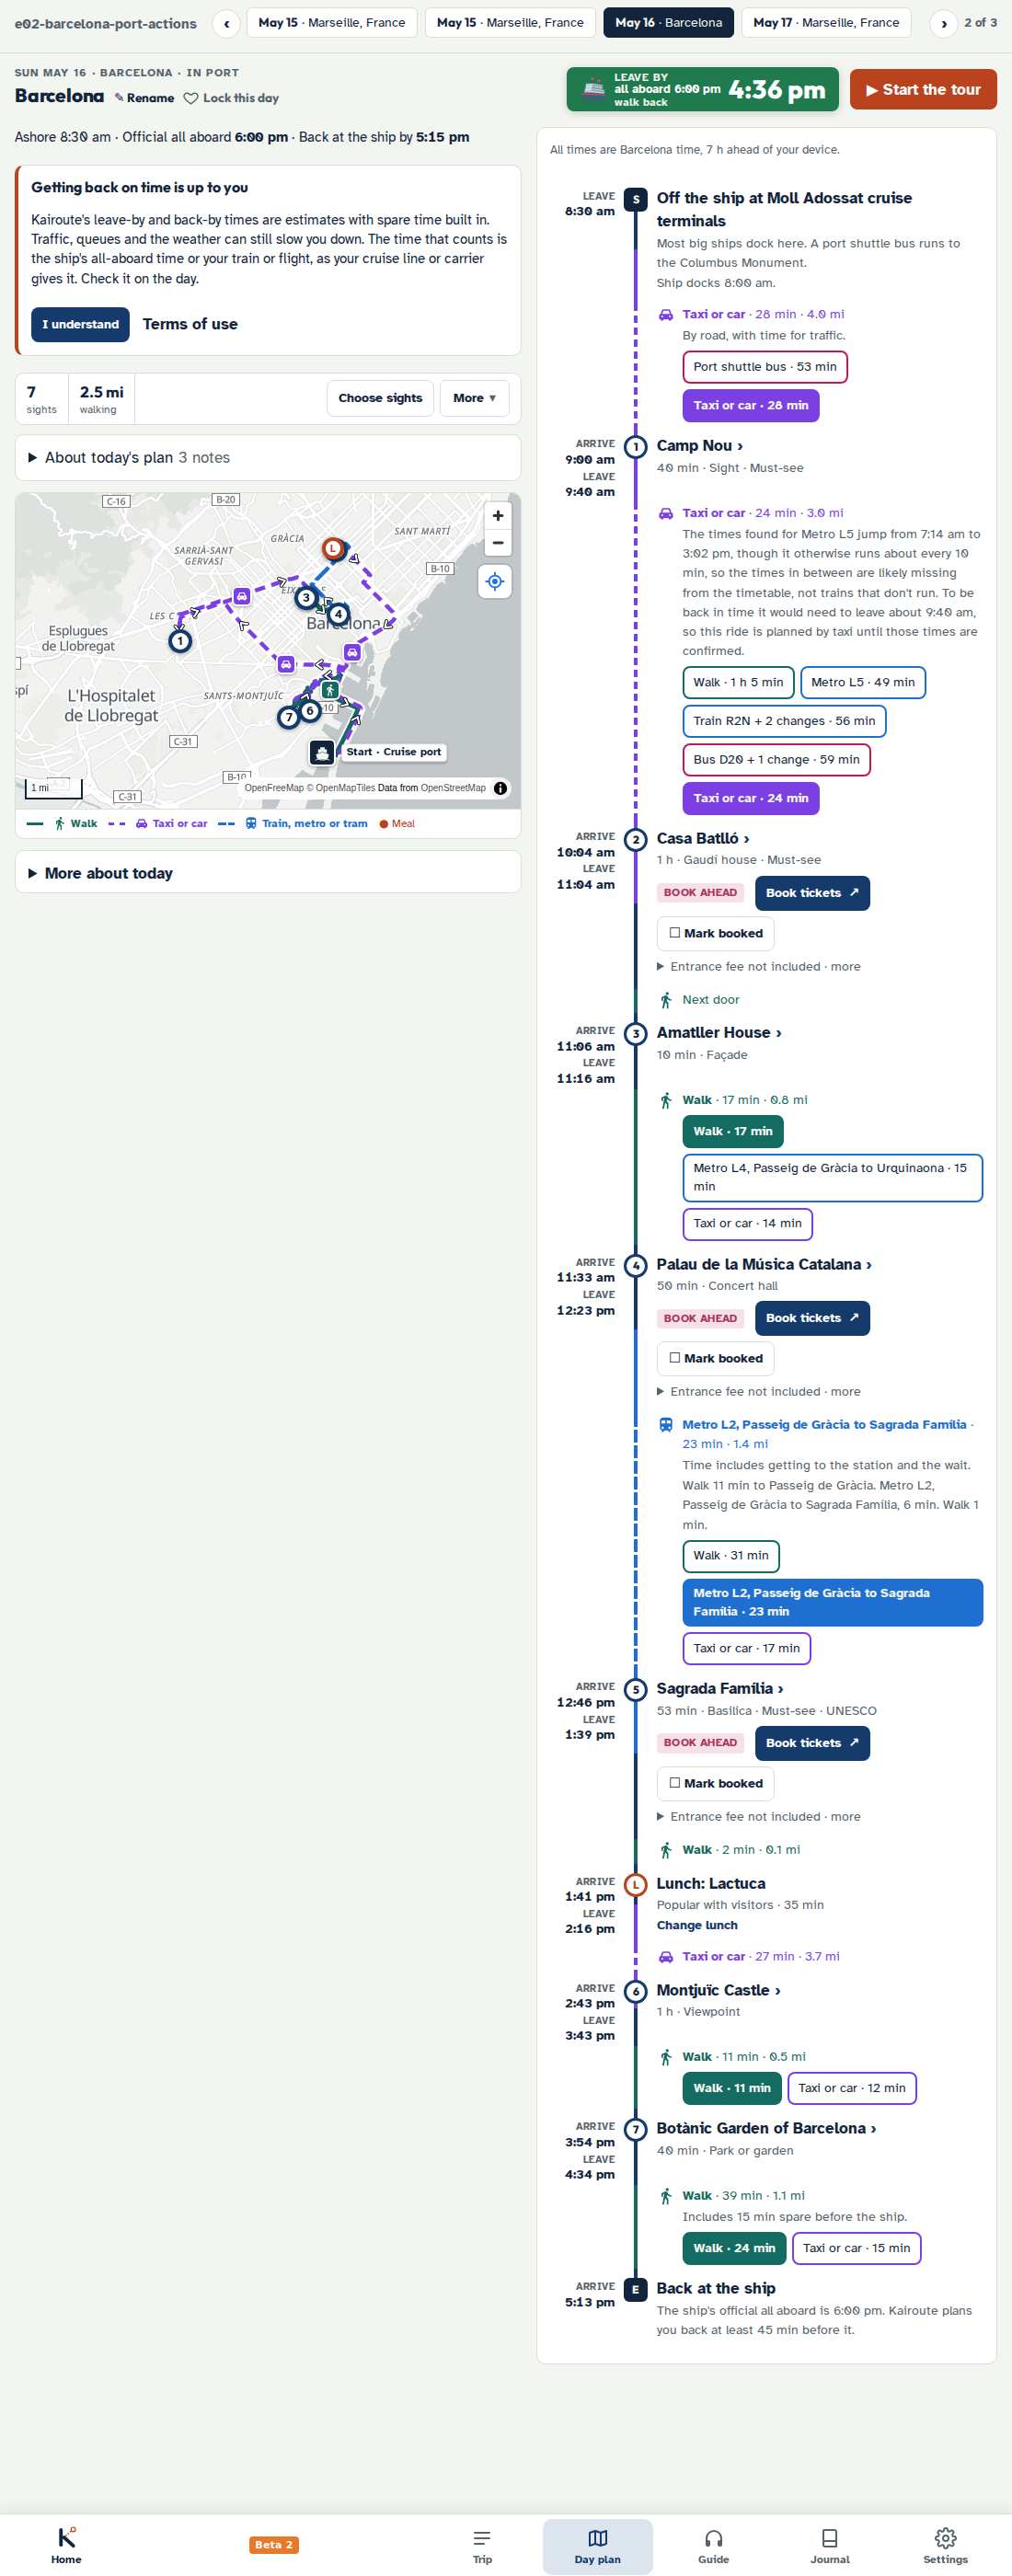 e02-barcelona-port-actions
‹
May 15 · Marseille, France
May 15 · Marseille, France
May 16 · Barcelona
May 17 · Marseille, France
›
2 of 3
SUN MAY 16 · BARCELONA · IN PORT
Barcelona
✎ Rename
Lock this day
LEAVE BY
all aboard 6:00 pm
walk back
4:36 pm
▶ Start the tour
Ashore 8:30 am · Official all aboard 6:00 pm · Back at the ship by 5:15 pm
Getting back on time is up to you
Kairoute's leave-by and back-by times are estimates with spare time built in.
Traffic, queues and the weather can still slow you down. The time that counts is
the ship's all-aboard time or your train or flight, as your cruise line or carrier
gives it. Check it on the day.
I understand
Terms of use
7
sights
2.5 mi
walking
Choose sights
More ▼
▶ About today's plan 3 notes
C-16
B-20
GRÀCIA
SANT MARTÍ
SARRIÀ-SANT
GERVASI
B-10
+
−
L
3
4
LES C
1
Barcelona
Esplugues
de Llobregat
L'Hospitalet
de Llobregat
SANTS-MONTJUÏC
7
6
10
C-31
Start · Cruise port
B-10
1 mi
C-31
OpenFreeMap © OpenMapTiles Data from OpenStreetMap
Walk
Taxi or car
Train, metro or tram
Meal
▶ More about today
All times are Barcelona time, 7 h ahead of your device.
LEAVE
8:30 am
S
Off the ship at Moll Adossat cruise
terminals
Most big ships dock here. A port shuttle bus runs to
the Columbus Monument.
Ship docks 8:00 am.
Taxi or car · 28 min · 4.0 mi
By road, with time for traffic.
Port shuttle bus · 53 min
Taxi or car · 28 min
ARRIVE
9:00 am
LEAVE
9:40 am
1
Camp Nou ›
40 min · Sight · Must-see
Taxi or car · 24 min · 3.0 mi
The times found for Metro L5 jump from 7:14 am to
3:02 pm, though it otherwise runs about every 10
min, so the times in between are likely missing
from the timetable, not trains that don't run. To be
back in time it would need to leave about 9:40 am,
so this ride is planned by taxi until those times are
confirmed.
Walk · 1 h 5 min
Metro L5 · 49 min
Train R2N + 2 changes · 56 min
Bus D20 + 1 change · 59 min
Taxi or car · 24 min
ARRIVE
10:04 am
LEAVE
11:04 am
2
Casa Batlló ›
1 h · Gaudí house · Must-see
BOOK AHEAD
Book tickets ↗
☐ Mark booked
▶ Entrance fee not included · more
Next door
ARRIVE
11:06 am
LEAVE
11:16 am
3
Amatller House ›
10 min · Façade
Walk · 17 min · 0.8 mi
Walk · 17 min
Metro L4, Passeig de Gràcia to Urquinaona · 15
min
Taxi or car · 14 min
ARRIVE
11:33 am
LEAVE
12:23 pm
4
Palau de la Música Catalana ›
50 min · Concert hall
BOOK AHEAD
Book tickets ↗
☐ Mark booked
▶ Entrance fee not included · more
Metro L2, Passeig de Gràcia to Sagrada Família ·
23 min · 1.4 mi
Time includes getting to the station and the wait.
Walk 11 min to Passeig de Gràcia. Metro L2,
Passeig de Gràcia to Sagrada Família, 6 min. Walk 1
min.
Walk · 31 min
Metro L2, Passeig de Gràcia to Sagrada
Família · 23 min
Taxi or car · 17 min
ARRIVE
12:46 pm
LEAVE
1:39 pm
5
Sagrada Família ›
53 min · Basilica · Must-see · UNESCO
BOOK AHEAD
Book tickets ↗
☐ Mark booked
▶ Entrance fee not included · more
Walk · 2 min · 0.1 mi
ARRIVE
1:41 pm
LEAVE
2:16 pm
L
Lunch: Lactuca
Popular with visitors · 35 min
Change lunch
Taxi or car · 27 min · 3.7 mi
ARRIVE
2:43 pm
LEAVE
3:43 pm
6
Montjuïc Castle ›
1 h · Viewpoint
Walk · 11 min · 0.5 mi
Walk · 11 min
Taxi or car · 12 min
ARRIVE
3:54 pm
LEAVE
4:34 pm
7
Botànic Garden of Barcelona ›
40 min · Park or garden
Walk · 39 min · 1.1 mi
Includes 15 min spare before the ship.
Walk · 24 min
Taxi or car · 15 min
ARRIVE
5:13 pm
E
Back at the ship
The ship's official all aboard is 6:00 pm. Kairoute plans
you back at least 45 min before it.
Home
Beta 2
Trip
Day plan
Guide
Journal
Settings